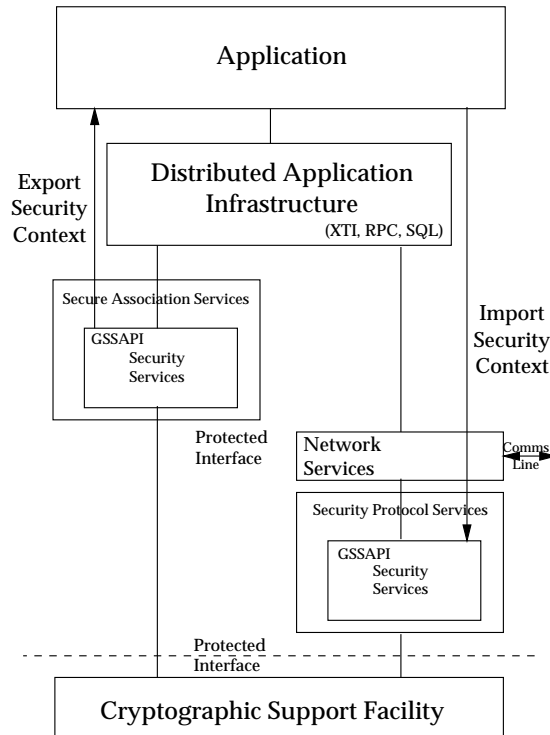 Application
Export
Security
Context
Distributed Application
Infrastructure
(XTI, RPC, SQL)
Secure Association Services
GSSAPI
Security
Services
Import
Security
Context
Protected
Interface
Network
Services
Comms
Line
Security Protocol Services
GSSAPI
Security
Services
Protected
Interface
Cryptographic Support Facility